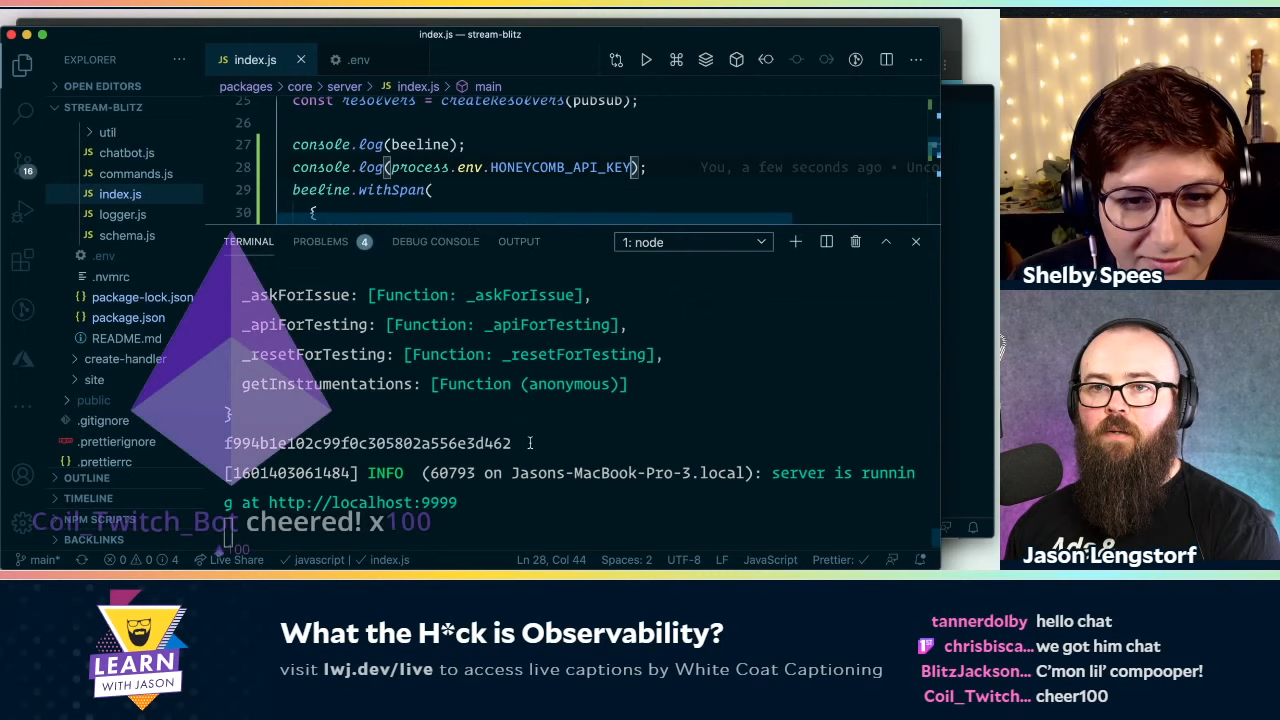 index.js — stream-blitz
EXPLORER
index.js
.env
OPEN EDITORS
packages > core > server > index.js > main
STREAM-BLITZ
util
chatbot.js
commands.js
index.js
logger.js
schema.js
.env
.nvmrc
package-lock.json
package.json
README.md
create-handler
site
public
.gitignore
.prettierignore
.prettierrc
OUTLINE
TIMELINE
NPM SCRIPTS
BACKLINKS
16
25 const resolvers = createResolvers(pubsub);
26
27 console.log(beeline);
28 console.log(process.env.HONEYCOMB_API_KEY); You, a few seconds ago • Unco
29 beeline.withSpan(
30 {
TERMINAL PROBLEMS 4 DEBUG CONSOLE OUTPUT 1: node
_askForIssue: [Function: _askForIssue],
_apiForTesting: [Function: _apiForTesting],
_resetForTesting: [Function: _resetForTesting],
getInstrumentations: [Function (anonymous)]
}
f994b1e102c99f0c305802a556e3d462
[1601403061484] INFO (60793 on Jasons-MacBook-Pro-3.local): server is runnin
g at http://localhost:9999
Coil_Twitch_Bot cheered! x100
100
main* 0 0 4 Live Share javascript | index.js Ln 28, Col 44 Spaces: 2 UTF-8 LF JavaScript Prettier:
Shelby Spees
Jason Lengstorf
LEARN
WITH JASON
What the H*ck is Observability?
visit lwj.dev/live to access live captions by White Coat Captioning
tannerdolby hello chat
chrisbisca... we got him chat
BlitzJackson... C'mon lil' compooper!
Coil_Twitch... cheer100